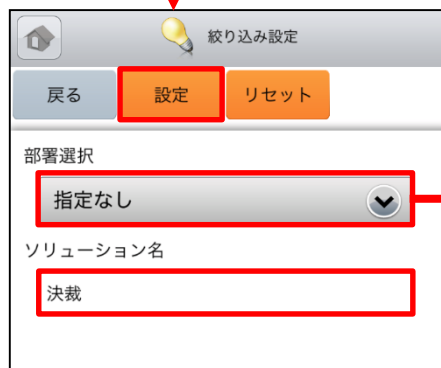 絞り込み設定
戻る 設定 リセット
部署選択
指定なし
ソリューション名
決裁